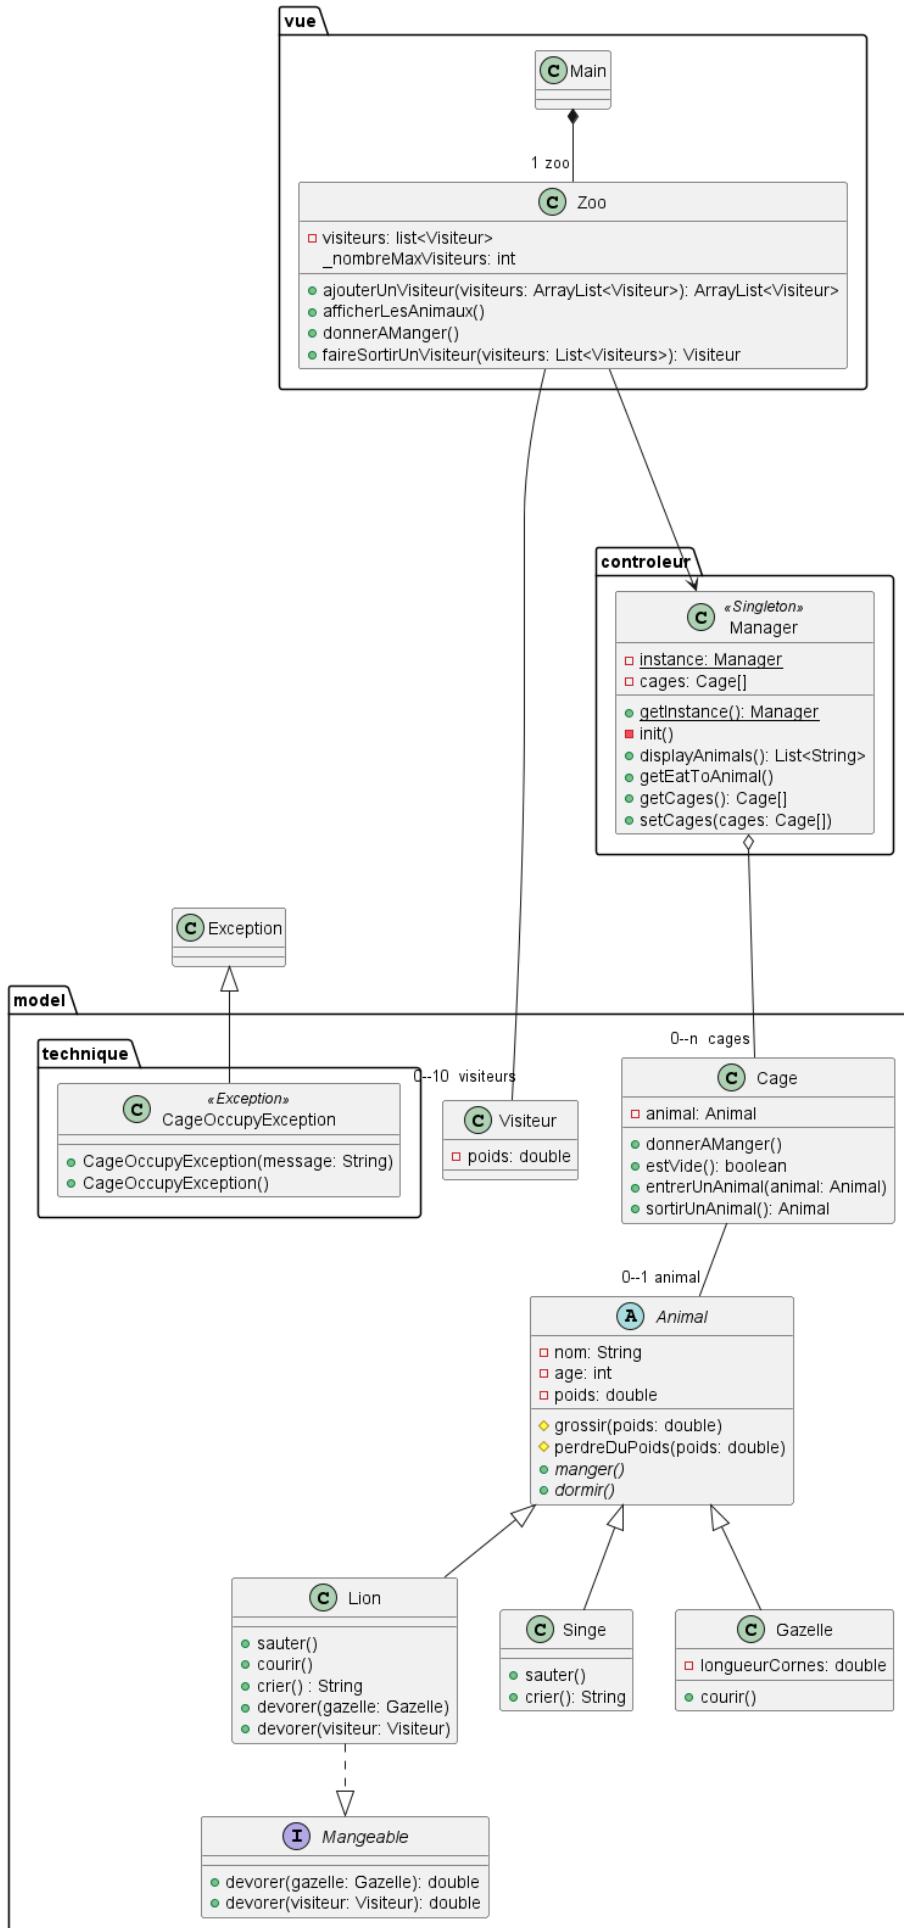 vue
C Main
1 zoo
C Zoo
visiteurs: list<Visiteur>
_nombreMaxVisiteurs: int
ajouterUnVisiteur(visiteurs: ArrayList<Visiteur>): ArrayList<Visiteur>
afficherLesAnimaux()
donnerAManger()
faireSortirUnVisiteur(visiteurs: List<Visiteurs>): Visiteur
controleur
C «Singleton»
Manager
instance: Manager
cages: Cage[]
getInstance(): Manager
init()
displayAnimals(): List<String>
getEatToAnimal()
getCages(): Cage[]
setCages(cages: Cage[])
C Exception
model
technique
C «Exception»
CageOccupyException
CageOccupyException(message: String)
CageOccupyException()
0--10 visiteurs
C Visiteur
poids: double
0--n cages
C Cage
animal: Animal
donnerAManger()
estVide(): boolean
entrerUnAnimal(animal: Animal)
sortirUnAnimal(): Animal
0--1 animal
A Animal
nom: String
age: int
poids: double
grossir(poids: double)
perdreDuPoids(poids: double)
manger()
dormir()
C Lion
sauter()
courir()
crier() : String
devorer(gazelle: Gazelle)
devorer(visiteur: Visiteur)
C Singe
sauter()
crier(): String
C Gazelle
longueurCornes: double
courir()
I Mangeable
devorer(gazelle: Gazelle): double
devorer(visiteur: Visiteur): double